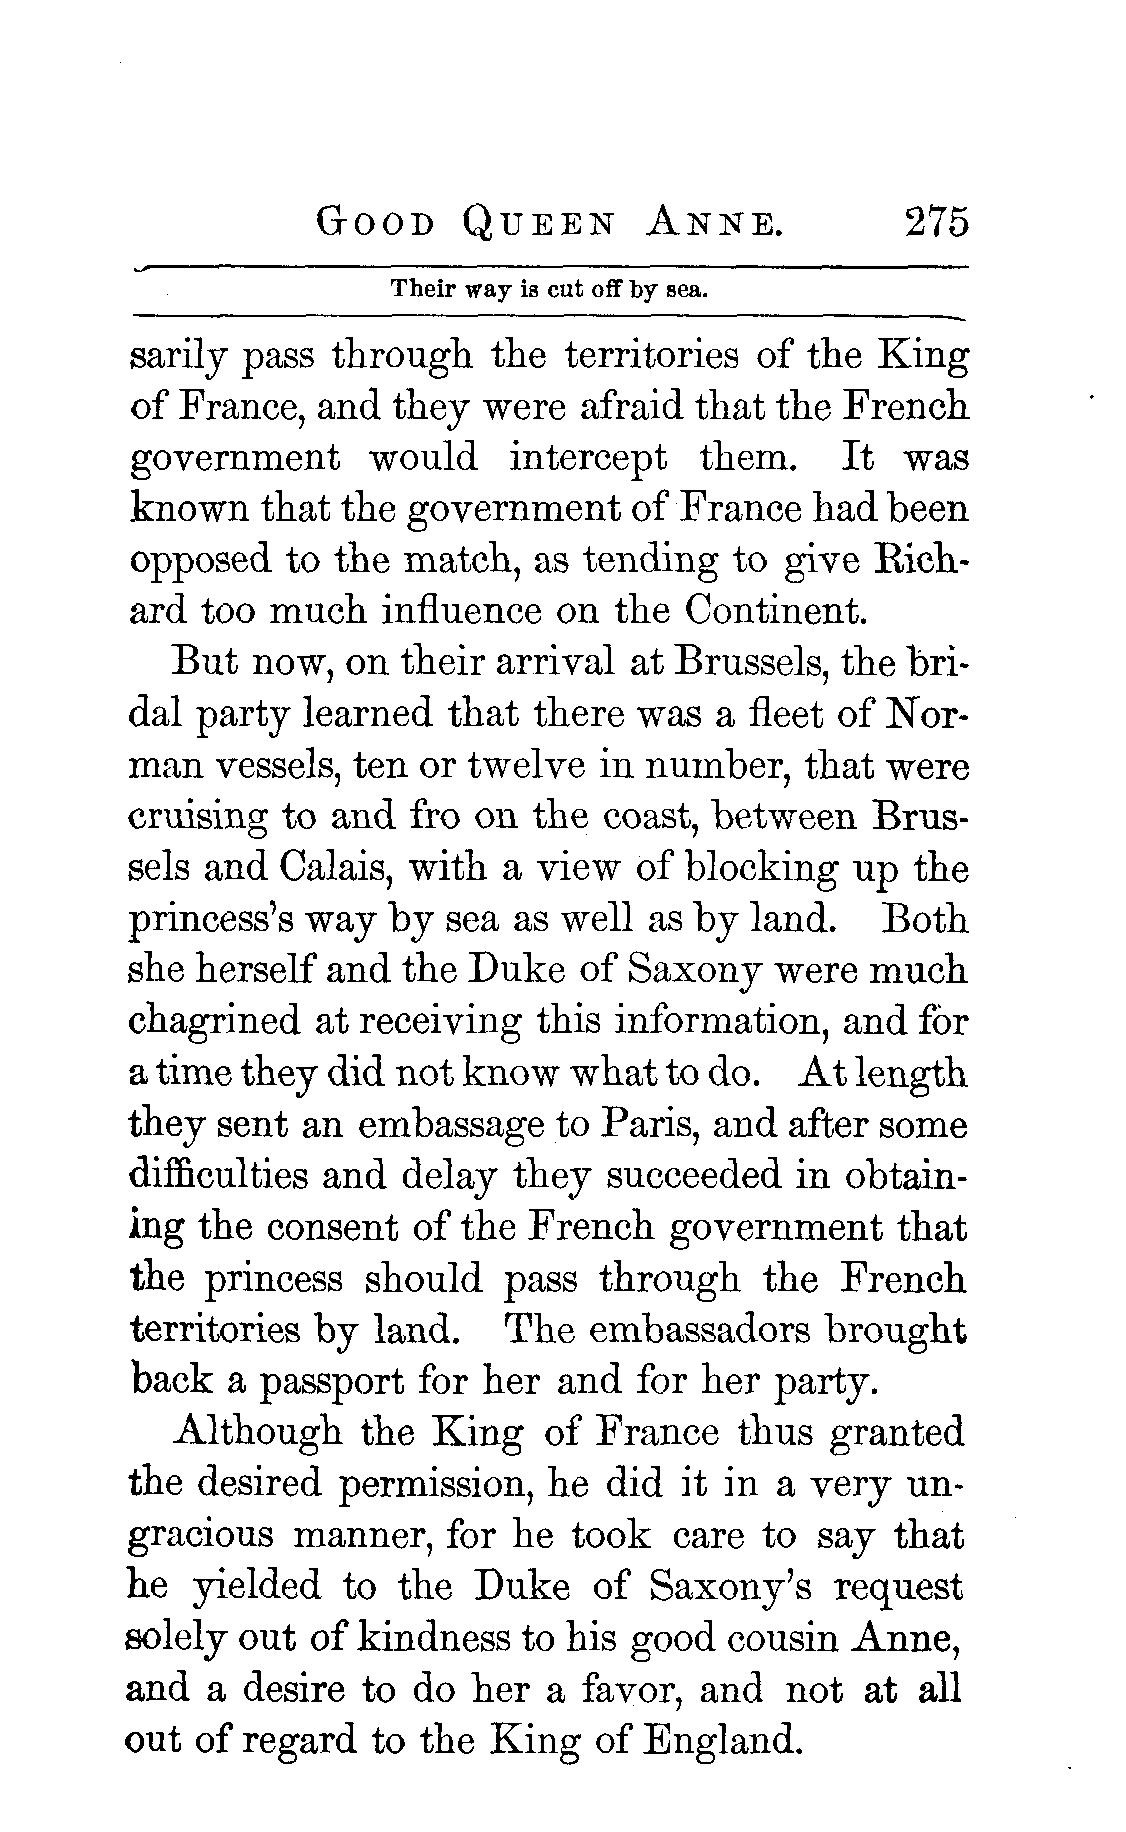 GOOD QUEEN ANNE. 275
Their way is cut off by sea.
sarily pass through the territories of the King
of France, and they were afraid that the French
government would intercept them. It was
known that the government of France had been
opposed to the match, as tending to give Rich-
ard too much influence on the Continent.
But now, on their arrival at Brussels, the bri-
dal party learned that there was a fleet of Nor-
man vessels, ten or twelve in number, that were
cruising to and fro on the coast, between Brus-
sels and Calais, with a view of blocking up the
princess's way by sea as well as by land. Both
she herself and the Duke of Saxony were much
chagrined at receiving this information, and for
a time they did not know what to do. At length
they sent an embassage to Paris, and after some
difficulties and delay they succeeded in obtain-
ing the consent of the French government that
the princess should pass through the French
territories by land. The embassadors brought
back a passport for her and for her party.
Although the King of France thus granted
the desired permission, he did it in a very un-
gracious manner, for he took care to say that
he yielded to the Duke of Saxony's request
solely out of kindness to his good cousin Anne,
and a desire to do her a favor, and not at all
out of regard to the King of England.